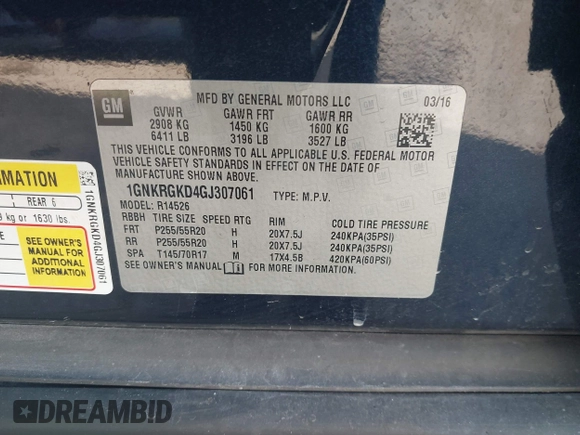 GM
MFD BY GENERAL MOTORS LLC
03/16
GVWR GAWR FRT GAWR RR
2908 KG 1450 KG 1600 KG
6411 LB 3196 LB 3527 LB
THIS VEHICLE CONFORMS TO ALL APPLICABLE U.S. FEDERAL MOTOR
VEHICLE SAFETY STANDARDS IN EFFECT ON THE DATE OF
MANUFACTURE SHOWN ABOVE.
1GNKRGKD4GJ307061 TYPE: M.P.V.
MODEL: R14526
RBBH TIRE SIZE SPEED RTG RIM COLD TIRE PRESSURE
FRT P255/55R20 H 20X7.5J 240KPA(35PSI)
RR P255/55R20 H 20X7.5J 240KPA(35PSI)
SPA T145/70R17 M 17X4.5B 420KPA(60PSI)
SEE OWNER'S MANUAL FOR MORE INFORMATION.
REAR 6
kg or 1630 lbs.
SEE OWNER'S
MANUAL FOR
ADDITIONAL
INFORMATION
1GNKRGKD4GJ307061
DREAMBID